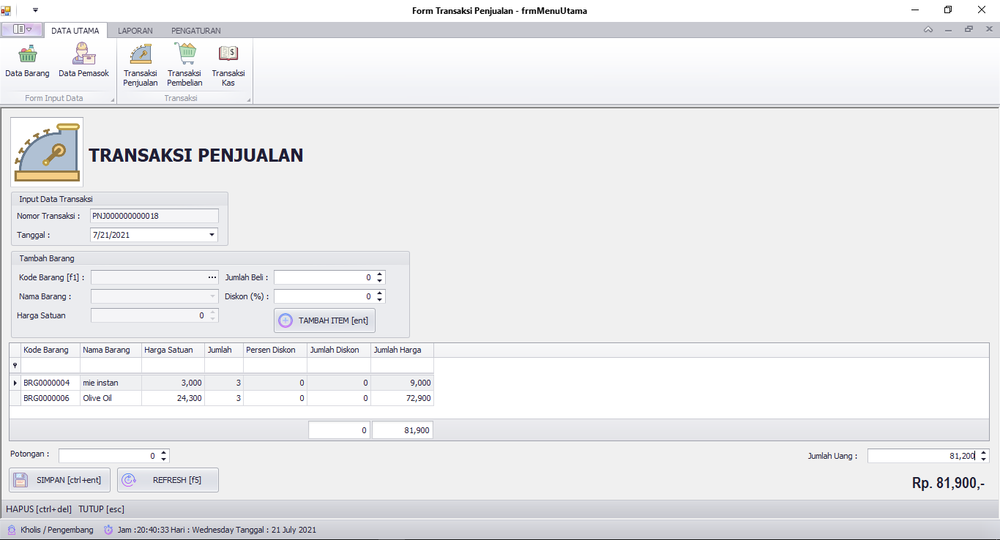 Form Transaksi Penjualan - frmMenuUtama
DATA UTAMA LAPORAN PENGATURAN
Data Barang Data Pemasok Transaksi Penjualan Transaksi Pembelian Transaksi Kas
Form Input Data Transaksi
TRANSAKSI PENJUALAN
Input Data Transaksi
Nomor Transaksi : PNJ000000000018
Tanggal : 7/21/2021
Tambah Barang
Kode Barang [f1] : ... Jumlah Beli : 0
Nama Barang : Diskon (%) : 0
Harga Satuan 0
TAMBAH ITEM [ent]
Kode Barang Nama Barang Harga Satuan Jumlah Persen Diskon Jumlah Diskon Jumlah Harga
BRG0000004 mie instan 3,000 3 0 0 9,000
BRG0000006 Olive Oil 24,300 3 0 0 72,900
0 81,900
Potongan : 0 Jumlah Uang : 81,200
SIMPAN [ctrl+ent] REFRESH [f5] Rp. 81,900,-
HAPUS [ctrl+del] TUTUP [esc]
Kholis / Pengembang Jam :20:40:33 Hari : Wednesday Tanggal : 21 July 2021